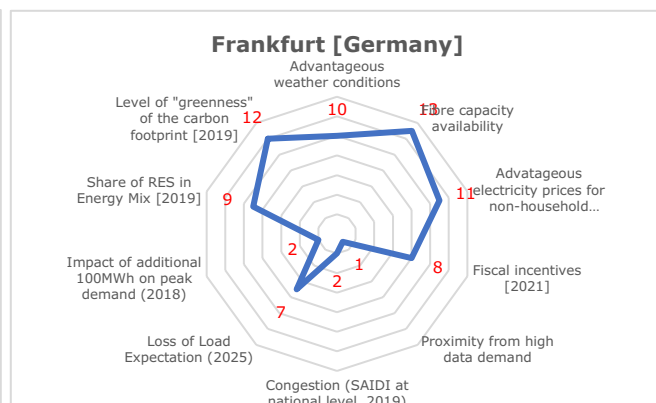 Frankfurt [Germany]
Advantageous
weather conditions
10
13
Fibre capacity
availability
11
Advatageous
electricity prices for
non-household...
8
Fiscal incentives
[2021]
1
Proximity from high
data demand
2
Congestion (SAIDI at
national level, 2019)
7
Loss of Load
Expectation (2025)
2
Impact of additional
100MWh on peak
demand (2018)
9
Share of RES in
Energy Mix [2019]
12
Level of "greenness"
of the carbon
footprint [2019]